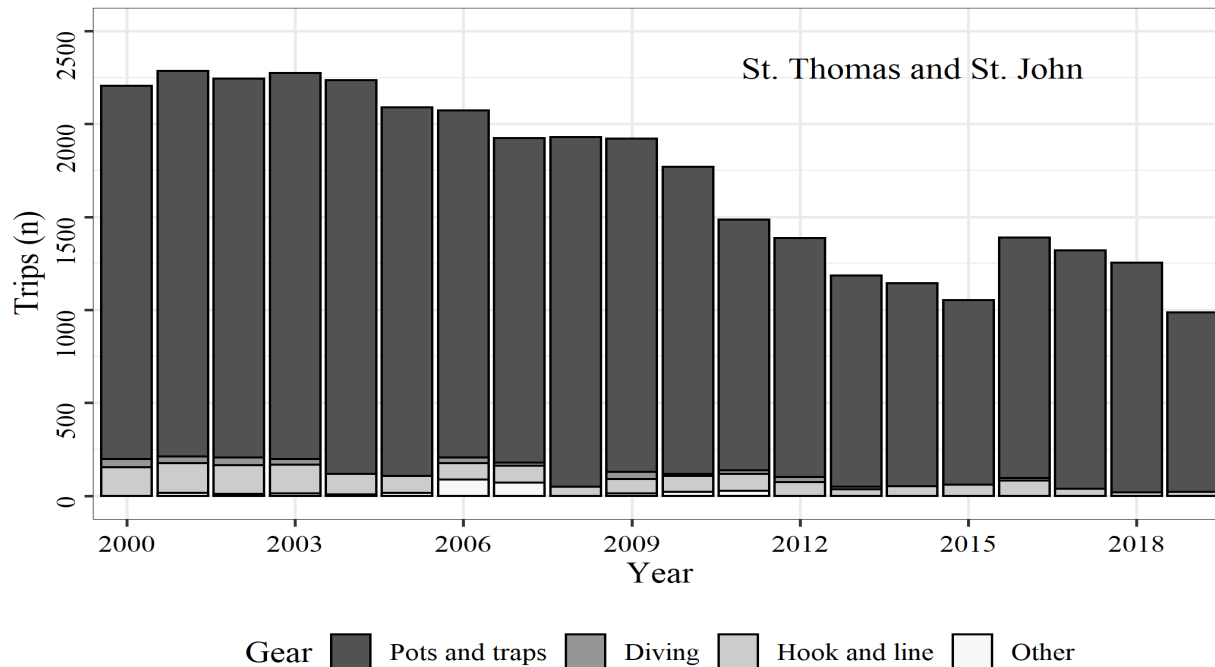 St. Thomas and St. John
Trips (n)
2500
2000
1500
1000
500
0
2000 2003 2006 2009 2012 2015 2018
Year
Gear Pots and traps Diving Hook and line Other